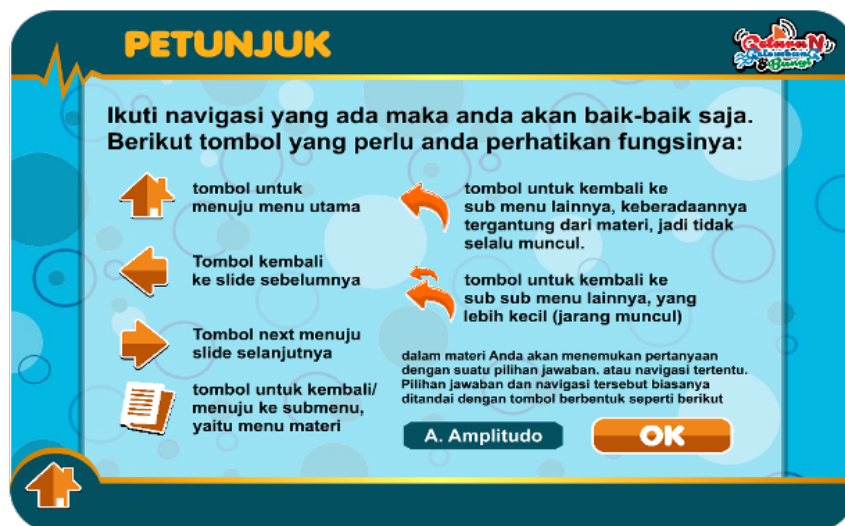 PETUNJUK
Getaran
Gelombang
& Bunyi
Ikuti navigasi yang ada maka anda akan baik-baik saja.
Berikut tombol yang perlu anda perhatikan fungsinya:
tombol untuk
menuju menu utama
Tombol kembali
ke slide sebelumnya
Tombol next menuju
slide selanjutnya
tombol untuk kembali/
menuju ke submenu,
yaitu menu materi
tombol untuk kembali ke
sub menu lainnya, keberadaannya
tergantung dari materi, jadi tidak
selalu muncul.
tombol untuk kembali ke
sub sub menu lainnya, yang
lebih kecil (jarang muncul)
dalam materi Anda akan menemukan pertanyaan
dengan suatu pilihan jawaban. atau navigasi tertentu.
Pilihan jawaban dan navigasi tersebut biasanya
ditandai dengan tombol berbentuk seperti berikut
A. Amplitudo
OK